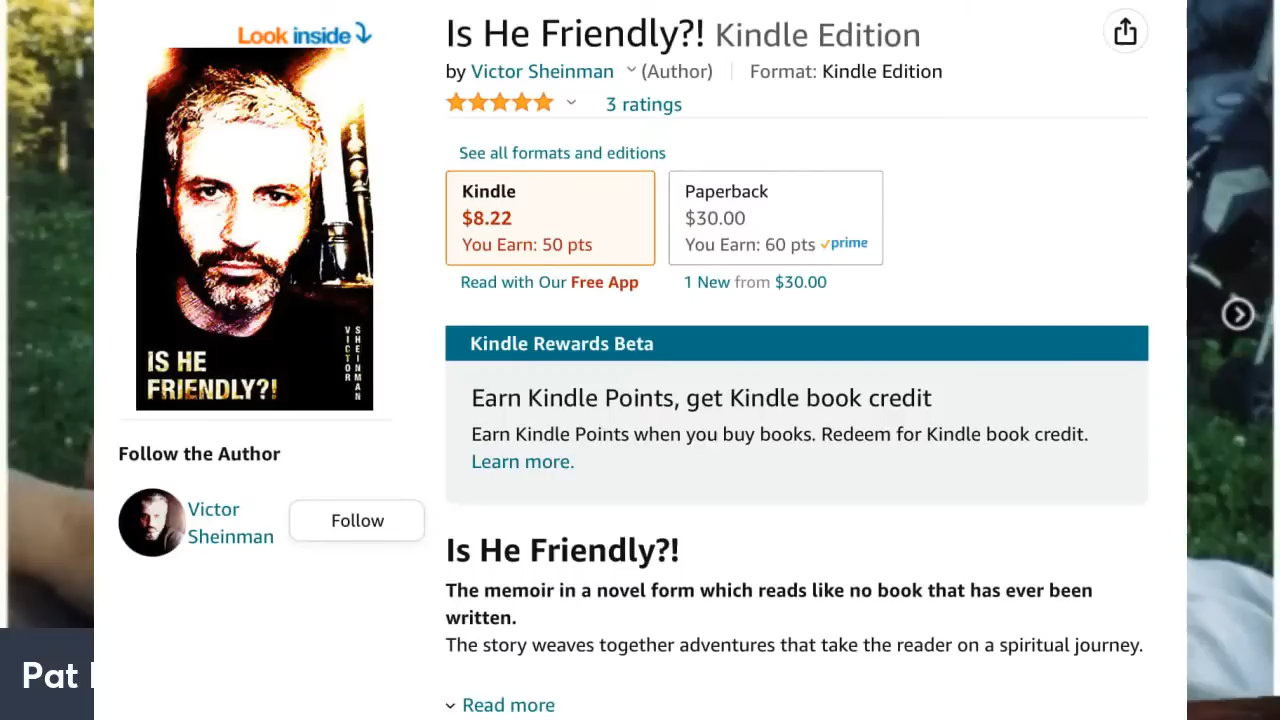 Look inside
Is He Friendly?! Kindle Edition
by Victor Sheinman (Author) Format: Kindle Edition
3 ratings
See all formats and editions
Kindle
$8.22
You Earn: 50 pts
Read with Our Free App
Paperback
$30.00
You Earn: 60 pts prime
1 New from $30.00
IS HE
FRIENDLY?!
VICTOR
SHEINMAN
Kindle Rewards Beta
Earn Kindle Points, get Kindle book credit
Earn Kindle Points when you buy books. Redeem for Kindle book credit.
Learn more.
Follow the Author
Victor
Sheinman
Follow
Is He Friendly?!
The memoir in a novel form which reads like no book that has ever been
written.
The story weaves together adventures that take the reader on a spiritual journey.
Read more
Pat